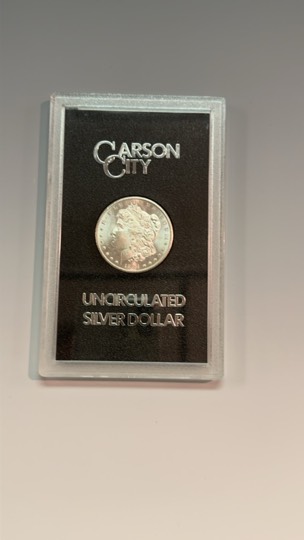 CARSON
CITY
UNCIRCULATED
SILVER DOLLAR